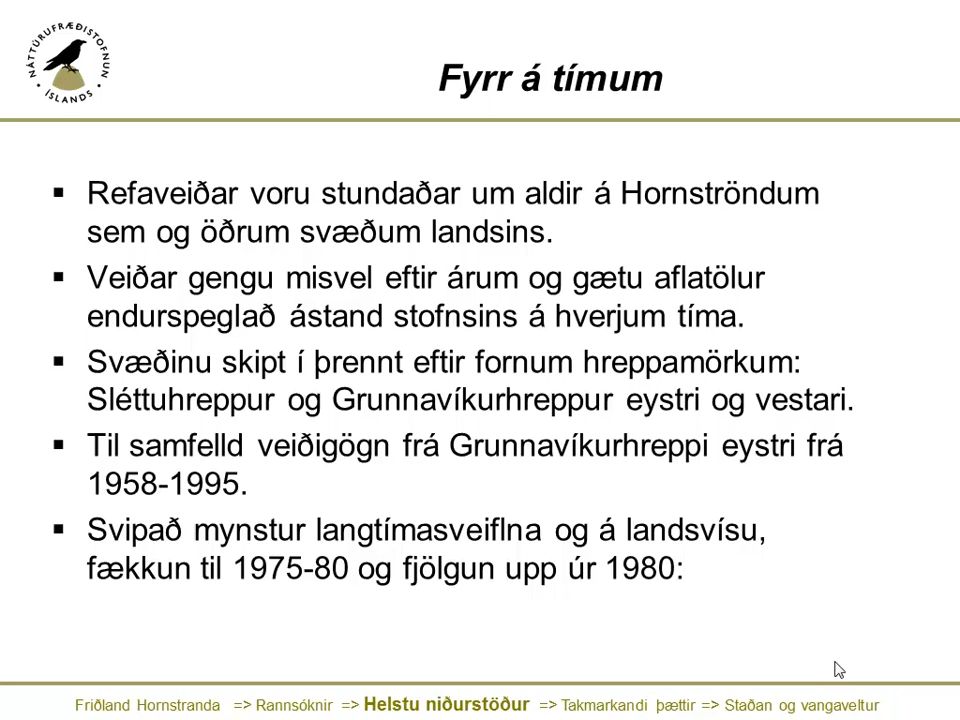 NÁTTÚRUFRÆÐISTOFNUN
ÍSLANDS
Fyrr á tímum
▪ Refaveiðar voru stundaðar um aldir á Hornströndum
sem og öðrum svæðum landsins.
▪ Veiðar gengu misvel eftir árum og gætu aflatölur
endurspeglað ástand stofnsins á hverjum tíma.
▪ Svæðinu skipt í þrennt eftir fornum hreppamörkum:
Sléttuhreppur og Grunnavíkurhreppur eystri og vestari.
▪ Til samfelld veiðigögn frá Grunnavíkurhreppi eystri frá
1958-1995.
▪ Svipað mynstur langtímasveiflna og á landsvísu,
fækkun til 1975-80 og fjölgun upp úr 1980:
Friðland Hornstranda => Rannsóknir => Helstu niðurstöður => Takmarkandi þættir => Staðan og vangaveltur